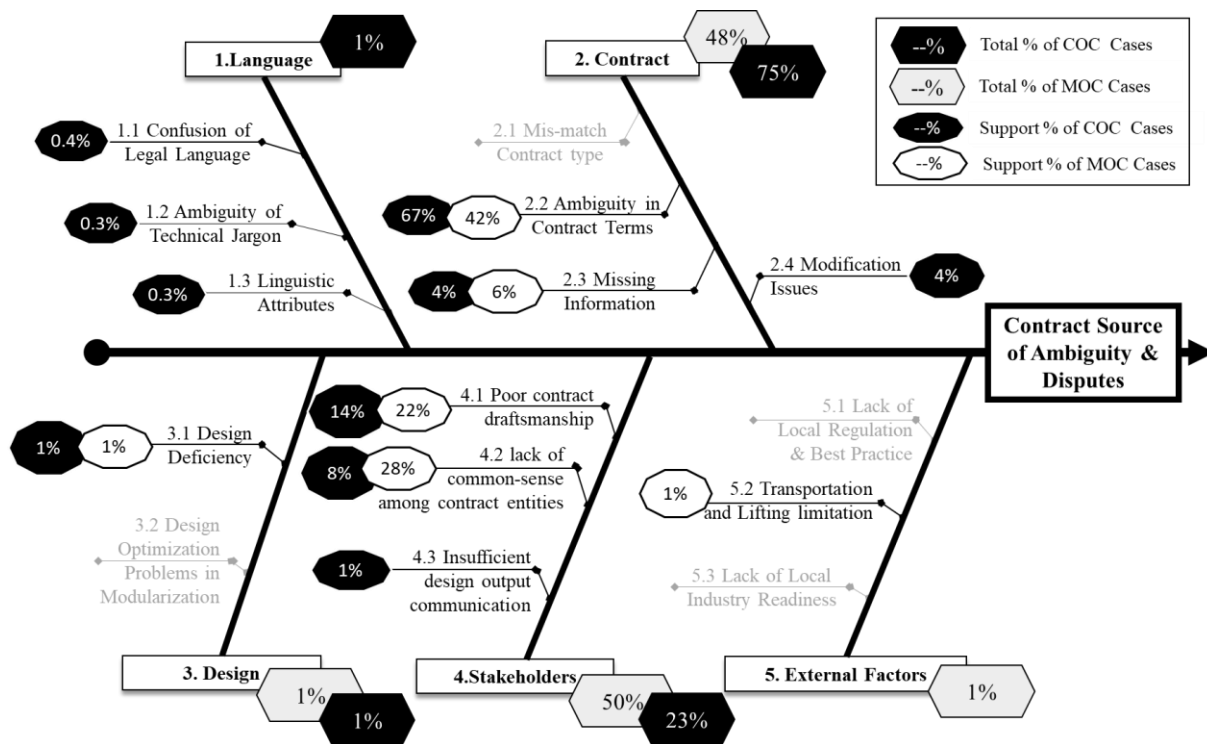 1.Language
1%
2. Contract
48%
75%
--%
Total % of COC Cases
--%
Total % of MOC Cases
--%
Support % of COC Cases
--%
Support % of MOC Cases
0.4%
1.1 Confusion of
Legal Language
0.3%
1.2 Ambiguity of
Technical Jargon
0.3%
1.3 Linguistic
Attributes
2.1 Mis-match
Contract type
67%
42%
2.2 Ambiguity in
Contract Terms
4%
6%
2.3 Missing
Information
2.4 Modification
Issues
4%
Contract Source
of Ambiguity &
Disputes
1%
1%
3.1 Design
Deficiency
3.2 Design
Optimization
Problems in
Modularization
14%
22%
4.1 Poor contract
draftsmanship
8%
28%
4.2 lack of
common-sense
among contract entities
1%
4.3 Insufficient
design output
communication
5.1 Lack of
Local Regulation
& Best Practice
1%
5.2 Transportation
and Lifting limitation
5.3 Lack of Local
Industry Readiness
3. Design
1%
1%
4.Stakeholders
50%
23%
5. External Factors
1%